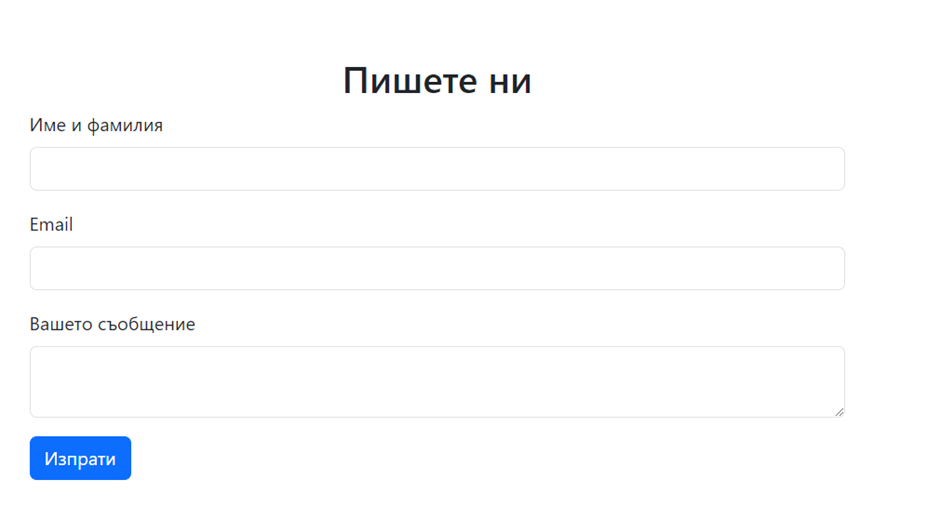 Пишете ни
Име и фамилия
Email
Вашето съобщение
Изпрати